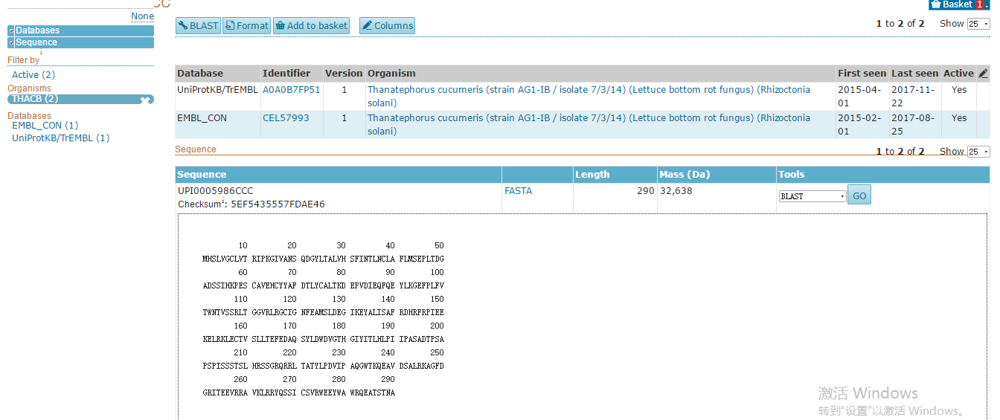 CC
None
Databases
Sequence
i
Filter by
Active (2)
Organisms
THACB (2)
Databases
EMBL_CON (1)
UniProtKB/TrEMBL (1)
Basket 1
BLAST Format Add to basket Columns
1 to 2 of 2 Show 25
Database Identifier Version Organism First seen Last seen Active
UniProtKB/TrEMBL A0A0B7FP51 1 Thanatephorus cucumeris (strain AG1-IB / isolate 7/3/14) (Lettuce bottom rot fungus) (Rhizoctonia 2015-04- 2017-11- Yes
solani) 01 22
EMBL_CON CEL57993 1 Thanatephorus cucumeris (strain AG1-IB / isolate 7/3/14) (Lettuce bottom rot fungus) (Rhizoctonia 2015-02- 2017-08- Yes
solani) 01 25
Sequence 1 to 2 of 2 Show 25
Sequence Length Mass (Da) Tools
UPI0005986CCC FASTA 290 32,638 BLAST GO
Checksumi: 5EF5435557FDAE46
10 20 30 40 50
MHSLVGCLVT RIPKGIVANS QDGYLTALVH SFINTLNCLA FLMSEPLTDG
60 70 80 90 100
ADSSIHKPES CAVEHCYYAF DTLYCALTKD EPVDIEQFQE YLKGEFPLFV
110 120 130 140 150
TWNTVSSRLT GGVRLRGCIG NFEAMSLDEG IKEYALISAF RDHRFRPIEE
160 170 180 190 200
KELRKLECTV SLLTEFEDAQ SYLDWDVGTH GIYITLHLPI IPASADTPSA
210 220 230 240 250
PSPISSSTSL HRSSGRQRRL TATYLPDVIP AQGWTKQEAV DSALRKAGFD
260 270 280 290
GRITEEVRRA VKLRRYQSSI CSVRWEEYWA WRQEATSTNA
激活 Windows
转到"设置"以激活 Windows。